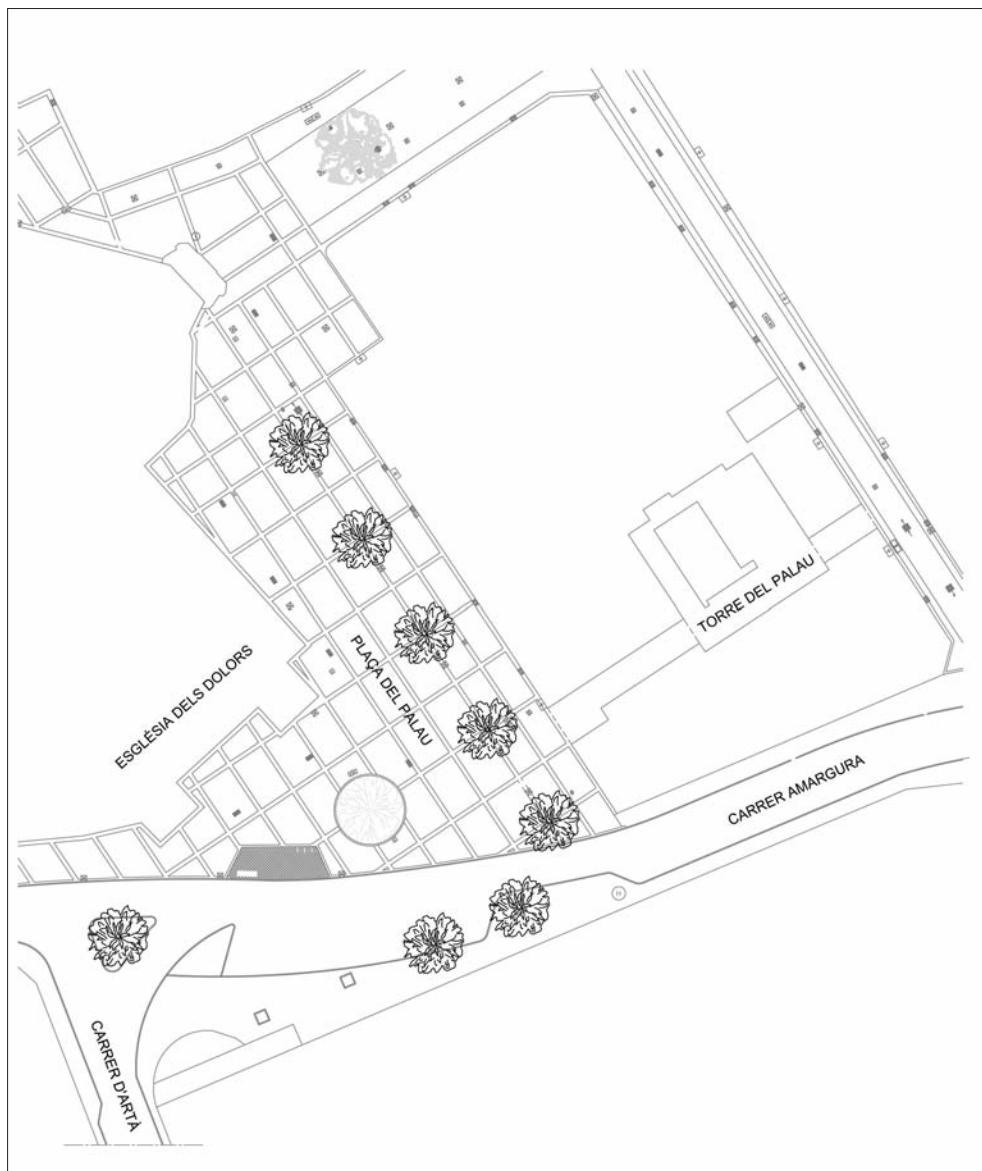 TORRE DEL PALAU
PLAÇA DEL PALAU
ESGLÉSIA DELS DOLORS
CARRER AMARGURA
CARRER D'ARTÀ